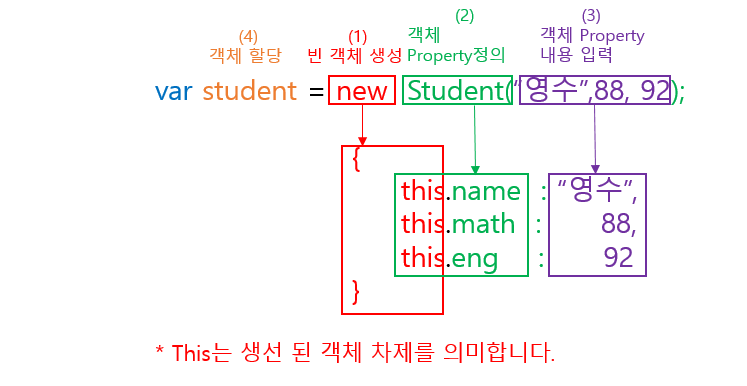 (4)
객체 할당
(1)
빈 객체 생성
(2)
객체
Property정의
(3)
객체 Property
내용 입력
var student = new Student(“영수”,88, 92);
{
this.name : “영수”,
this.math : 88,
this.eng : 92
}
* This는 생선 된 객체 차제를 의미합니다.